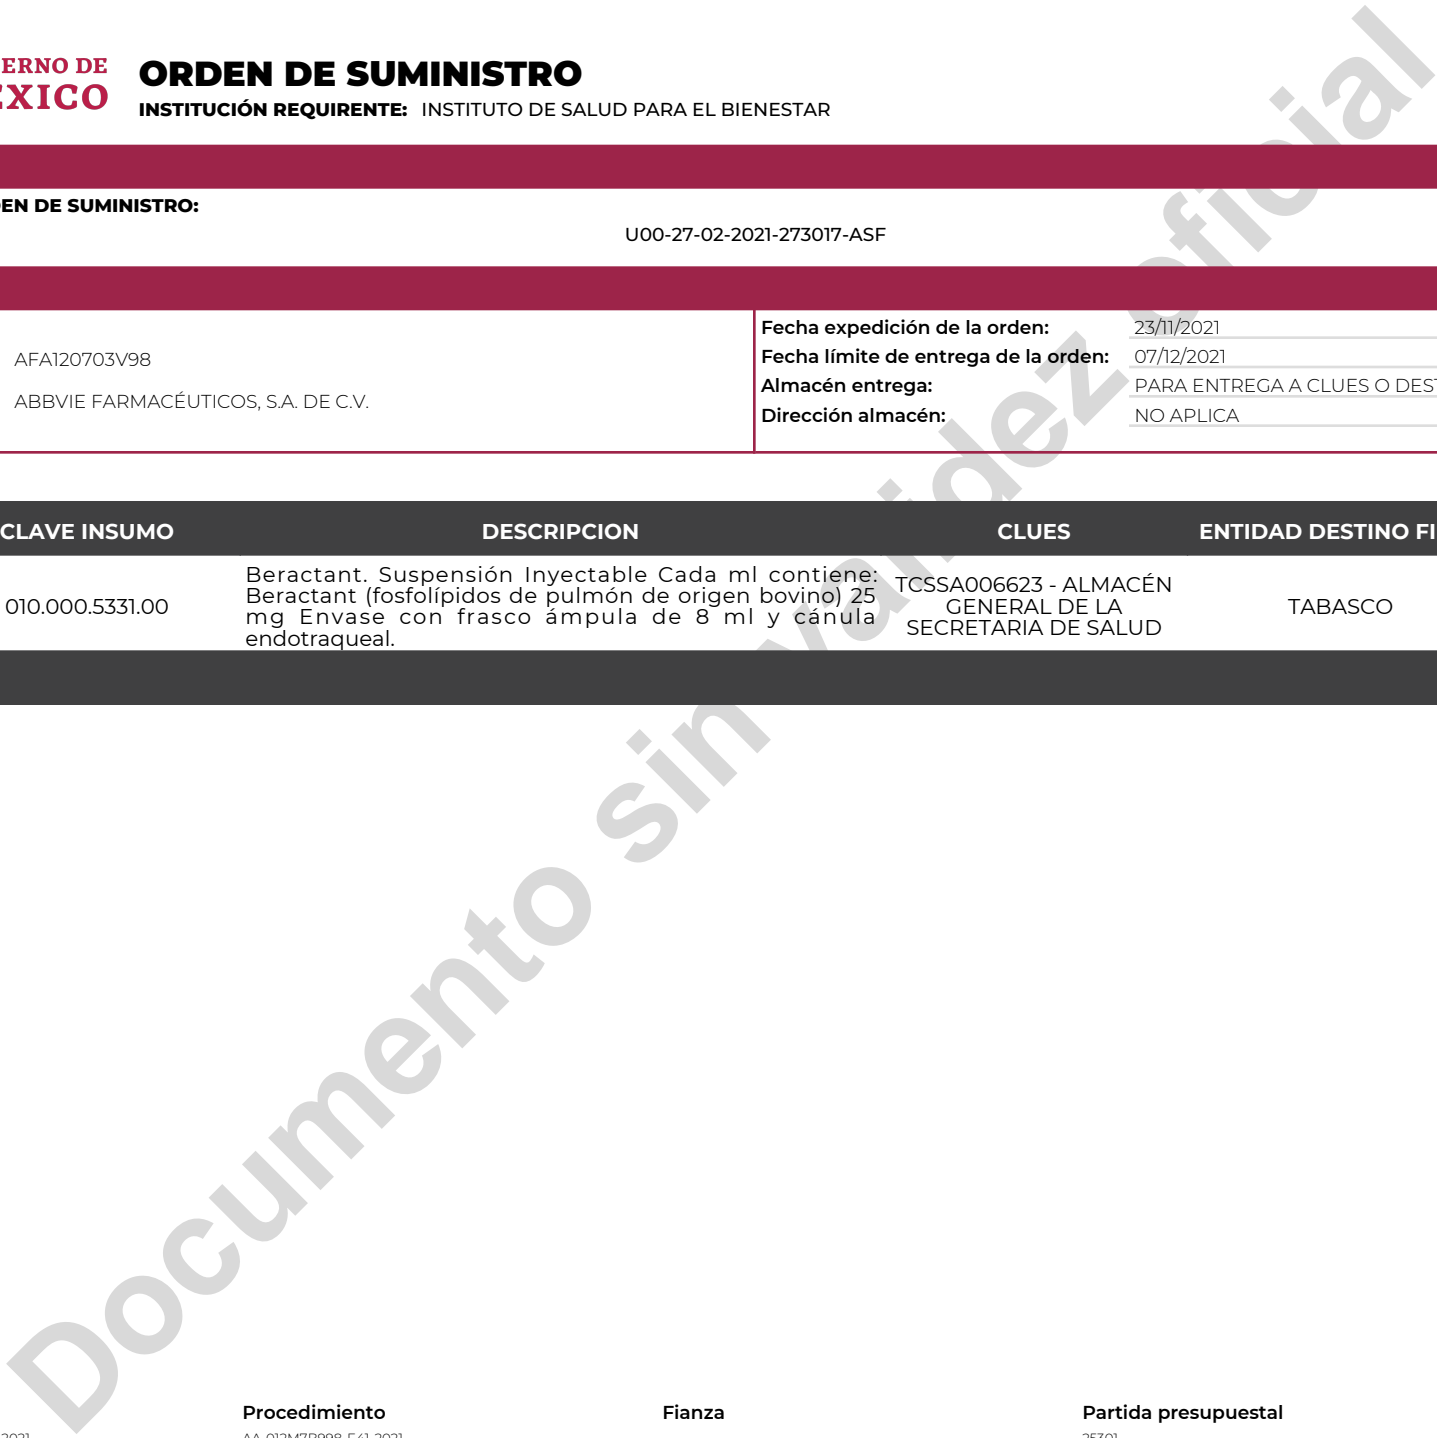 ERNO DE
ÉXICO
ORDEN DE SUMINISTRO
INSTITUCIÓN REQUIRENTE: INSTITUTO DE SALUD PARA EL BIENESTAR
EN DE SUMINISTRO:
U00-27-02-2021-273017-ASF
AFA120703V98
ABBVIE FARMACÉUTICOS, S.A. DE C.V.
Fecha expedición de la orden: 23/11/2021
Fecha límite de entrega de la orden: 07/12/2021
Almacén entrega: PARA ENTREGA A CLUES O DEST
Dirección almacén: NO APLICA
CLAVE INSUMO DESCRIPCION CLUES ENTIDAD DESTINO FI
010.000.5331.00
Beractant. Suspensión Inyectable Cada ml contiene:
Beractant (fosfolípidos de pulmón de origen bovino) 25
mg Envase con frasco ámpula de 8 ml y cánula
endotraqueal.
TCSSA006623 - ALMACÉN
GENERAL DE LA
SECRETARIA DE SALUD
TABASCO
Documento sin validez oficial
Procedimiento Fianza Partida presupuestal